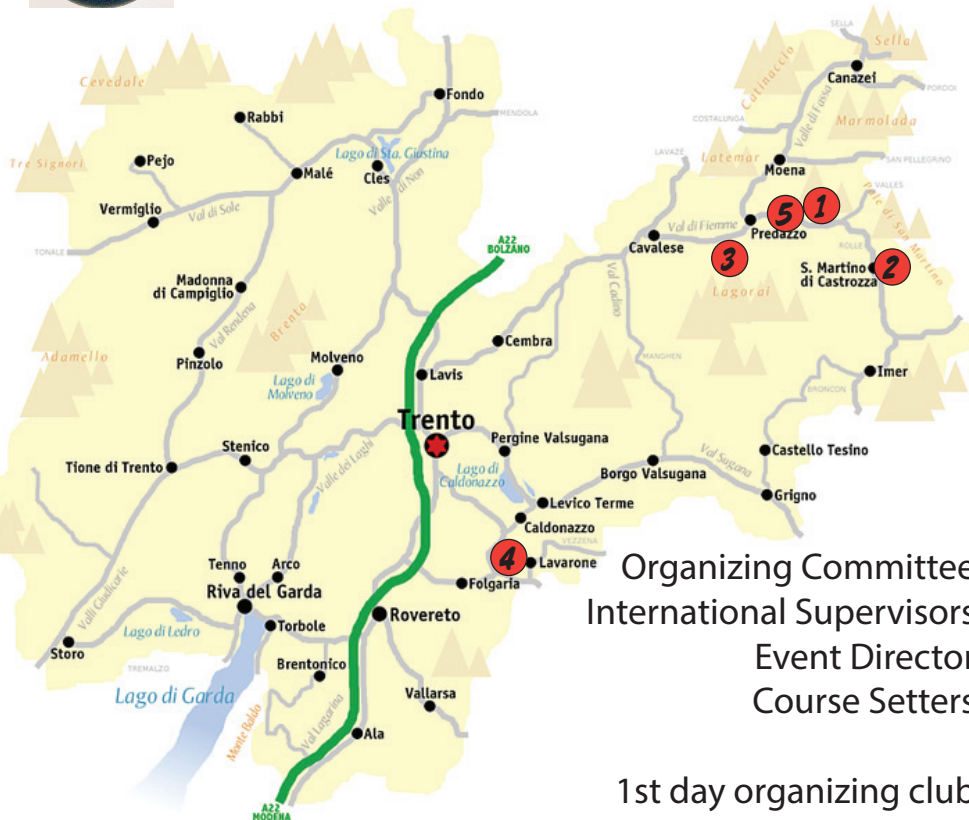 SELLA
Sella
Cevedale
Catinaccio
Canazei
PORDOI
Fondo
MENDOLA
Rabbi
COSTALUNGA
Valle di Fassa
Marmolada
Tre Signori
Pejo
Lago di Sta. Giustina
LAVAZÉ
Latemar
Moena
SAN PELLEGRINO
Malé
Cles
Valle di Non
VALLES
Vermiglio
Val di Sole
5
1
Pale di San Martino
Val di Fiemme
Predazzo
TONALE
A22
BOLZANO
Cavalese
ROLLE
3
S. Martino
di Castrozza
2
Madonna
di Campiglio
Val Cadino
Lagorai
Val Rendena
Brenta
Adamello
Pinzolo
Molveno
Cembra
MANGHEN
Lago di
Molveno
Lavis
Imer
BROCON
Trento
Stenico
Pergine Valsugana
Castello Tesino
Tione di Trento
Valle dei Laghi
Lago di
Caldonazzo
Borgo Valsugana
Val Sugana
Grigno
Levico Terme
Caldonazzo
VEZZENA
4
Lavarone
Tenno
Arco
Folgaria
Organizing Committee
Riva del Garda
Valli Giudicarie
Rovereto
International Supervisors
Torbole
Lago di Ledro
Storo
TREMALZO
Brentonico
Event Director
Lago di Garda
Vallarsa
Course Setters
Monte Baldo
Val Lagarina
Ala
1st day organizing club
A22
MODENA